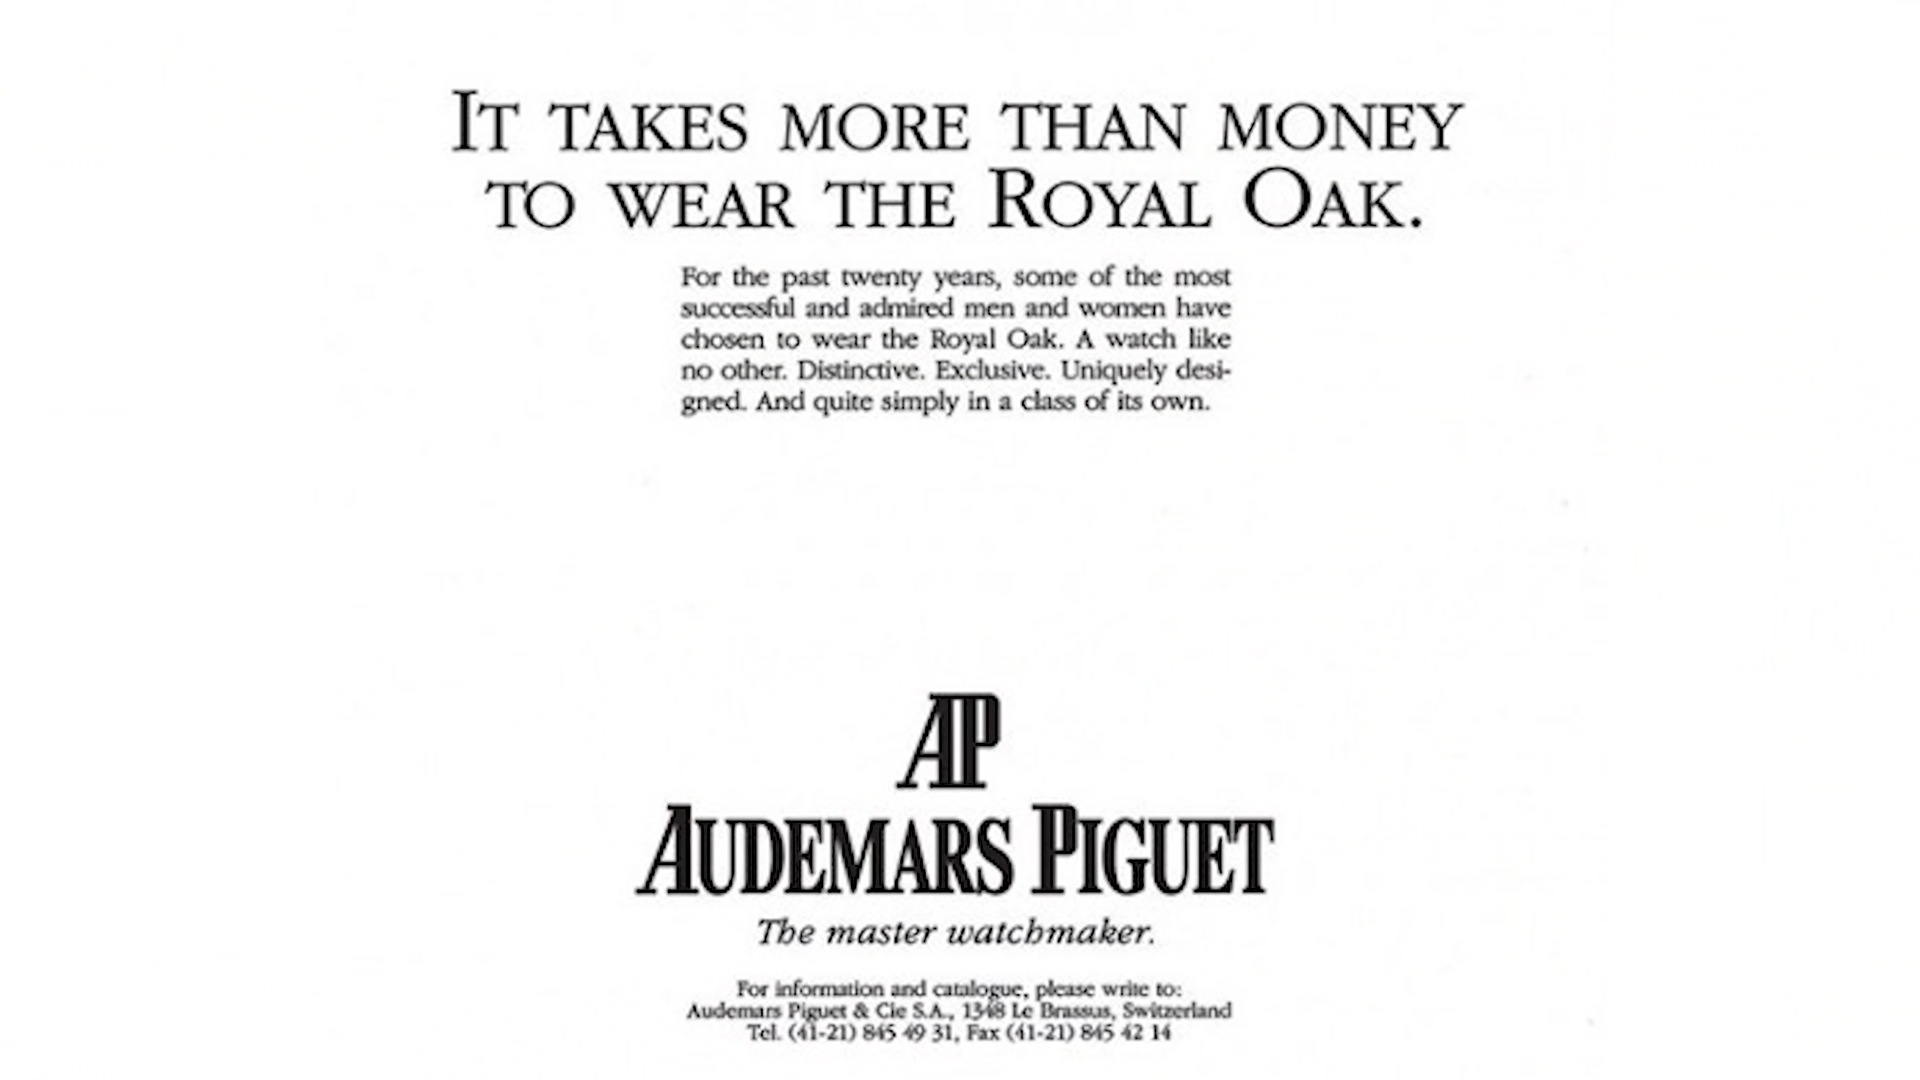 IT TAKES MORE THAN MONEY
TO WEAR THE ROYAL OAK.
For the past twenty years, some of the most
successful and admired men and women have
chosen to wear the Royal Oak. A watch like
no other. Distinctive. Exclusive. Uniquely desi-
gned. And quite simply in a class of its own.
AP
AUDEMARS PIGUET
The master watchmaker.
For information and catalogue, please write to:
Audemars Piguet & Cie S.A., 1348 Le Brassus, Switzerland
Tel. (41-21) 845 49 31, Fax (41-21) 845 42 14